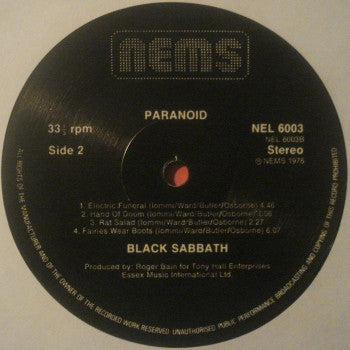 nems
PARANOID
33⅓ rpm
NEL 6003
NEL 6003B
Side 2
Stereo
Ⓟ NEMS 1976
1. Electric Funeral (Iommi/Ward/Butler/Osborne) 4.46
2. Hand Of Doom (Iommi/Ward/Butler/Osborne) 7.06
3. Rat Salad (Iommi/Ward/Butler/Osborne) 2.27
4. Fairies Wear Boots (Iommi/Ward/Butler/Osborne) 6.07
BLACK SABBATH
Produced by: Roger Bain for Tony Hall Enterprises
Essex Music International Ltd.
ALL RIGHTS OF THE MANUFACTURER AND OF THE OWNER OF THE RECORDED WORK RESERVED UNAUTHORISED PUBLIC PERFORMANCE BROADCASTING AND COPYING OF THIS RECORD PROHIBITED